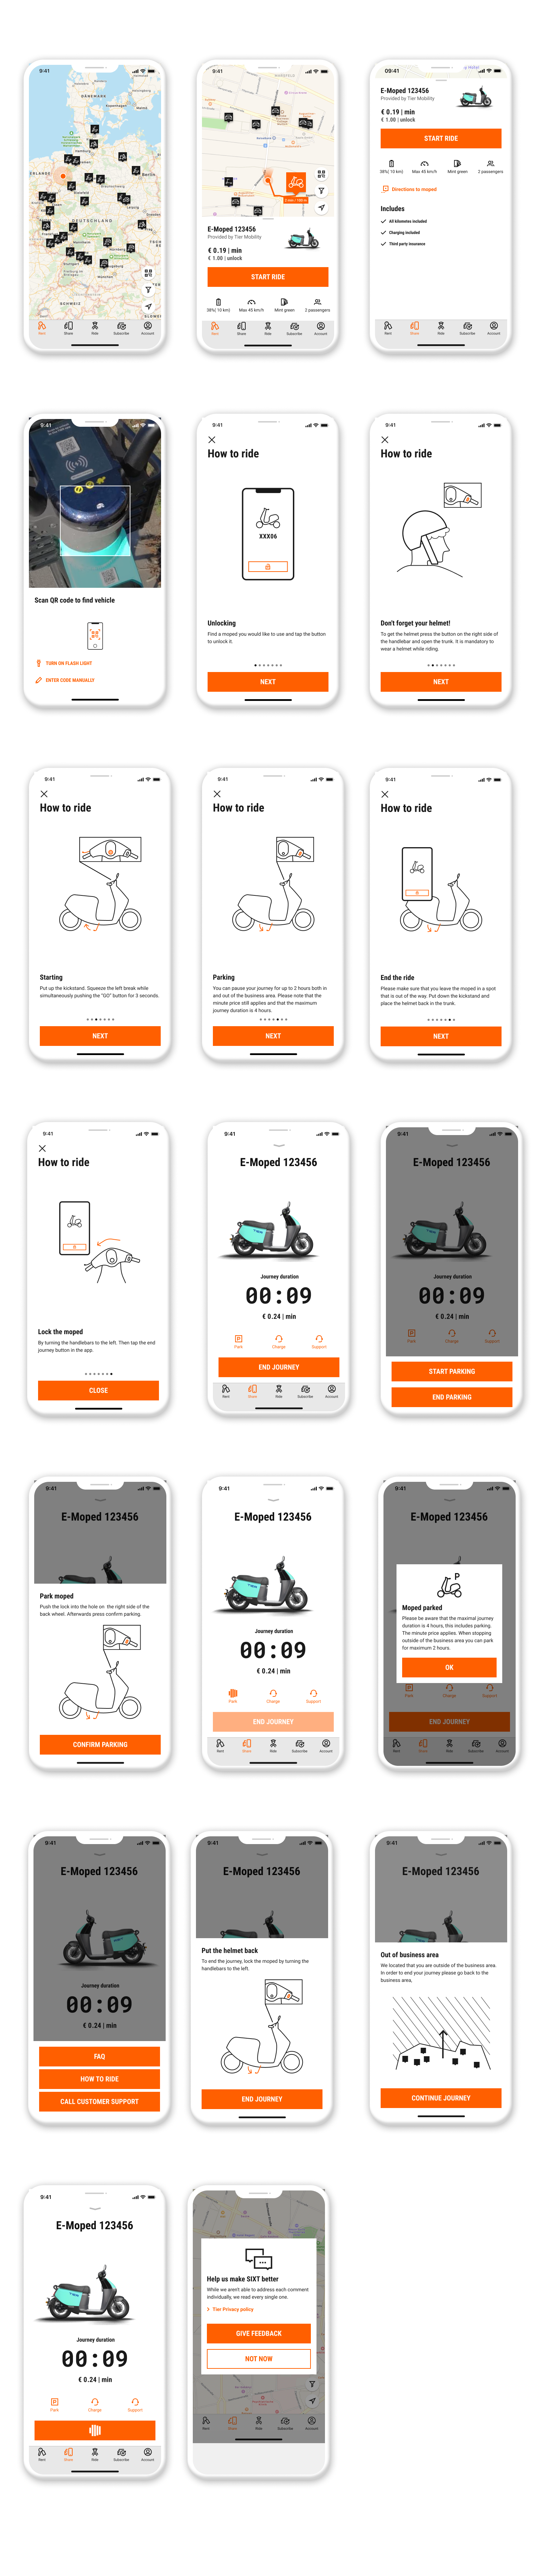 9:41
DÄNEMARK
Hamburg
Berlin
Bielefeld
Leipzig
DEUTSCHLAND
Nürnberg
Augsburg
SCHWEIZ
Rent
Share
Ride
Subscribe
Account
9:41
E-Moped 123456
Provided by Tier Mobility
€ 0.19 | min
€ 1.00 | unlock
START RIDE
38%( 10 km)
Max 45 km/h
Mint green
2 passengers
Rent
Share
Ride
Subscribe
Account
09:41
E-Moped 123456
Provided by Tier Mobility
€ 0.19 | min
€ 1.00 | unlock
START RIDE
38%( 10 km)
Max 45 km/h
Mint green
2 passengers
Directions to moped
Includes
All kilometes included
Charging included
Third party insurance
Rent
Share
Ride
Subscribe
Account
9:41
Scan QR code to find vehicle
TURN ON FLASH LIGHT
ENTER CODE MANUALLY
9:41
How to ride
XXX06
Unlocking
Find a moped you would like to use and tap the button
to unlock it.
NEXT
9:41
How to ride
Don't forget your helmet!
To get the helmet press the button on the right side of
the handlebar and open the trunk. It is mandatory to
wear a helmet while riding.
NEXT
9:41
How to ride
Starting
Put up the kickstand. Squeeze the left break while
simultaneously pushing the "GO" button for 3 seconds.
NEXT
9:41
How to ride
Parking
You can pause your journey for up to 2 hours both in
and out of the business area. Please note that the
minute price still applies and that the maximum
journey duration is 4 hours.
NEXT
9:41
How to ride
End the ride
Please make sure that you leave the moped in a spot
that is out of the way. Put down the kickstand and
place the helmet back in the trunk.
NEXT
9:41
How to ride
Lock the moped
By turning the handlebars to the left. Then tap the end
journey button in the app.
CLOSE
9:41
E-Moped 123456
Journey duration
00:09
€ 0.24 | min
Park
Charge
Support
END JOURNEY
Rent
Share
Ride
Subscribe
Account
9:41
E-Moped 123456
Journey duration
00:09
€ 0.24 | min
Park
Charge
Support
START PARKING
END PARKING
9:41
E-Moped 123456
Park moped
Push the lock into the hole on the right side of the
back wheel. Afterwards press confirm parking.
CONFIRM PARKING
9:41
E-Moped 123456
Journey duration
00:09
€ 0.24 | min
Park
Charge
Support
END JOURNEY
Rent
Share
Ride
Subscribe
Account
9:41
E-Moped 123456
P
Moped parked
Please be aware that the maximal journey
duration is 4 hours, this includes parking.
The minute price applies. When stopping
outside of the business area you can park
for maximum 2 hours.
OK
Park
Charge
Support
END JOURNEY
Rent
Share
Ride
Subscribe
Account
9:41
E-Moped 123456
Journey duration
00:09
€ 0.24 | min
FAQ
HOW TO RIDE
CALL CUSTOMER SUPPORT
9:41
E-Moped 123456
Put the helmet back
To end the journey, lock the moped by turning the
handlebars to the left.
END JOURNEY
9:41
E-Moped 123456
Out of business area
We located that you are outside of the business area.
In order to end your journey please go back to the
business area,
CONTINUE JOURNEY
9:41
E-Moped 123456
Journey duration
00:09
€ 0.24 | min
Park
Charge
Support
Rent
Share
Ride
Subscribe
Account
Help us make SIXT better
While we aren't able to address each comment
individually, we read every single one.
Tier Privacy policy
GIVE FEEDBACK
NOT NOW
Rent
Share
Ride
Subscribe
Account